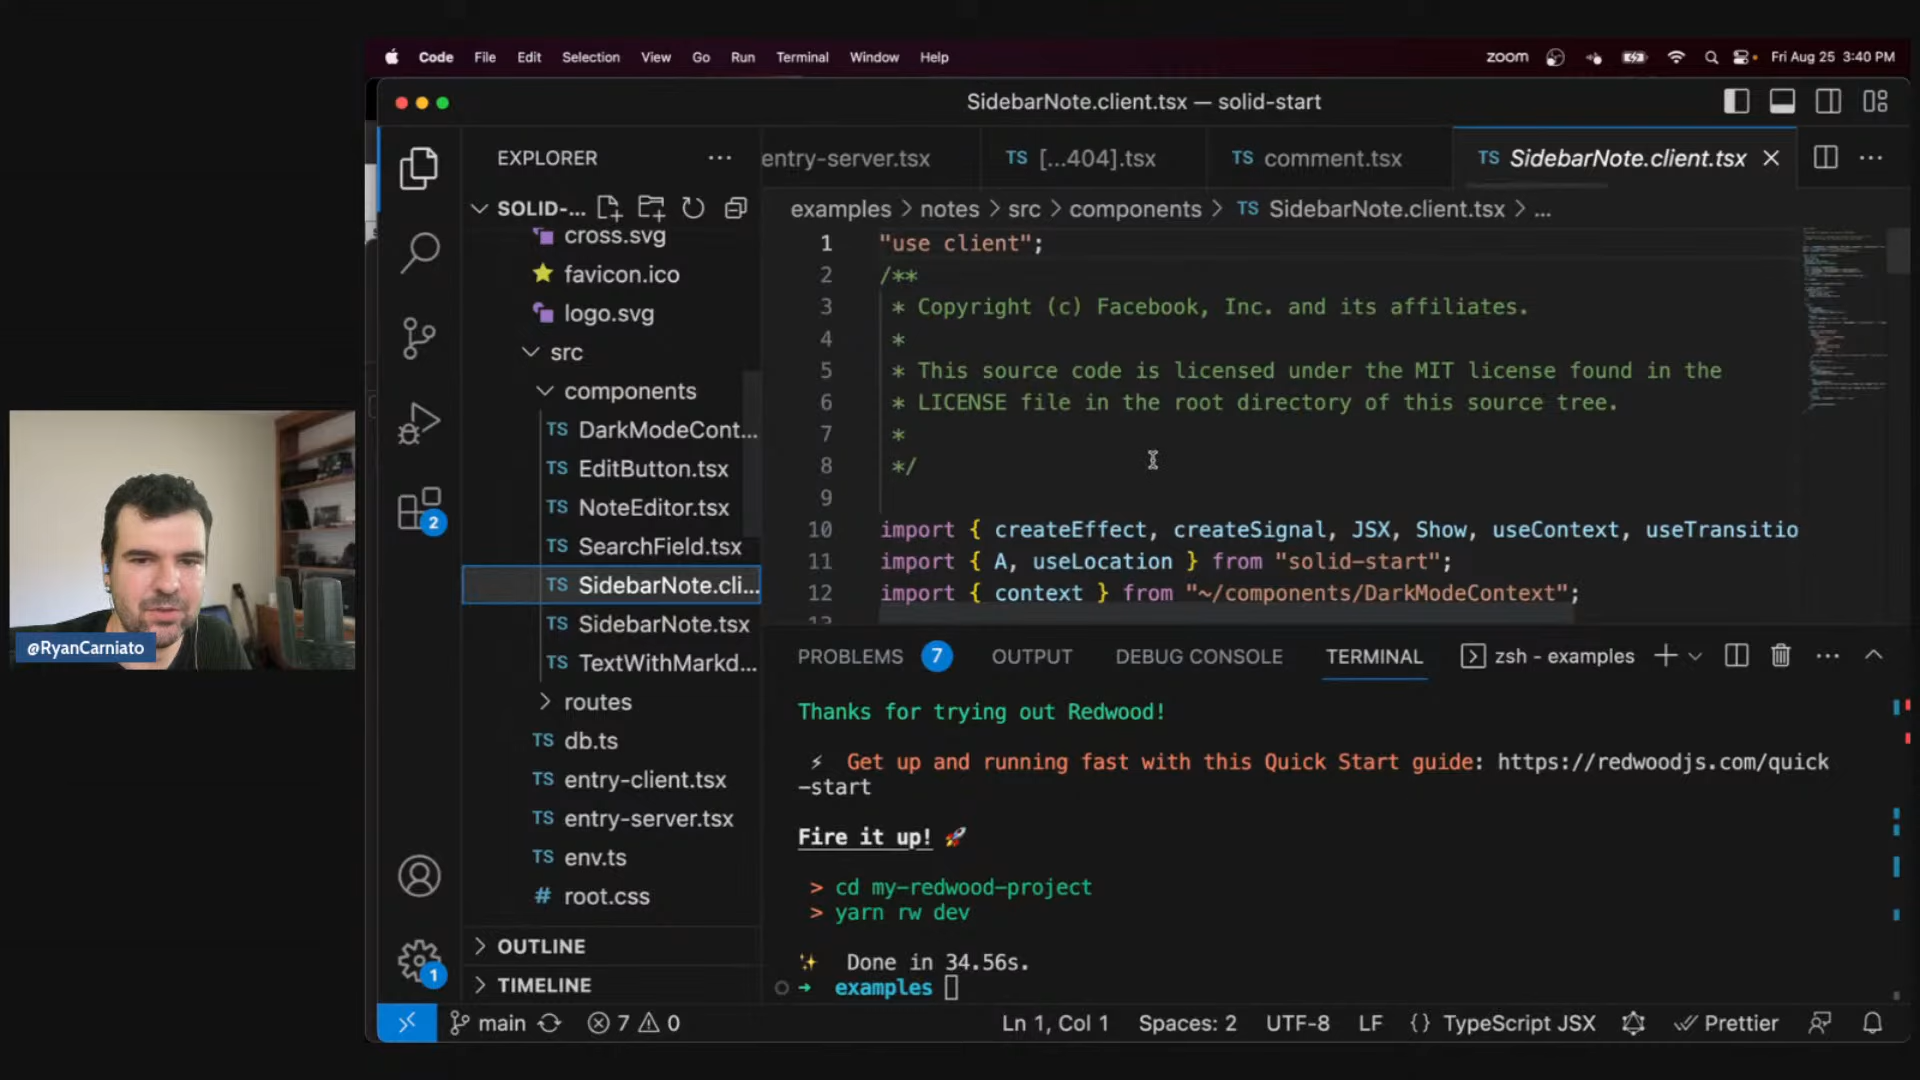 Code File Edit Selection View Go Run Terminal Window Help
zoom Fri Aug 25 3:40 PM
SidebarNote.client.tsx — solid-start
EXPLORER
SOLID-...
cross.svg
favicon.ico
logo.svg
src
components
TS DarkModeCont...
TS EditButton.tsx
TS NoteEditor.tsx
TS SearchField.tsx
TS SidebarNote.cli...
TS SidebarNote.tsx
TS TextWithMarkd...
routes
TS db.ts
TS entry-client.tsx
TS entry-server.tsx
TS env.ts
# root.css
OUTLINE
TIMELINE
2
1
entry-server.tsx TS [...404].tsx TS comment.tsx TS SidebarNote.client.tsx
examples > notes > src > components > TS SidebarNote.client.tsx > ...
1 "use client";
2 /**
3 * Copyright (c) Facebook, Inc. and its affiliates.
4 *
5 * This source code is licensed under the MIT license found in the
6 * LICENSE file in the root directory of this source tree.
7 *
8 */
9
10 import { createEffect, createSignal, JSX, Show, useContext, useTransitio
11 import { A, useLocation } from "solid-start";
12 import { context } from "~/components/DarkModeContext";
13
PROBLEMS 7 OUTPUT DEBUG CONSOLE TERMINAL zsh - examples
Thanks for trying out Redwood!
⚡ Get up and running fast with this Quick Start guide: https://redwoodjs.com/quick
-start
Fire it up! 🚀
> cd my-redwood-project
> yarn rw dev
✨ Done in 34.56s.
➜ examples
main 7 0 Ln 1, Col 1 Spaces: 2 UTF-8 LF {} TypeScript JSX Prettier
@RyanCarniato